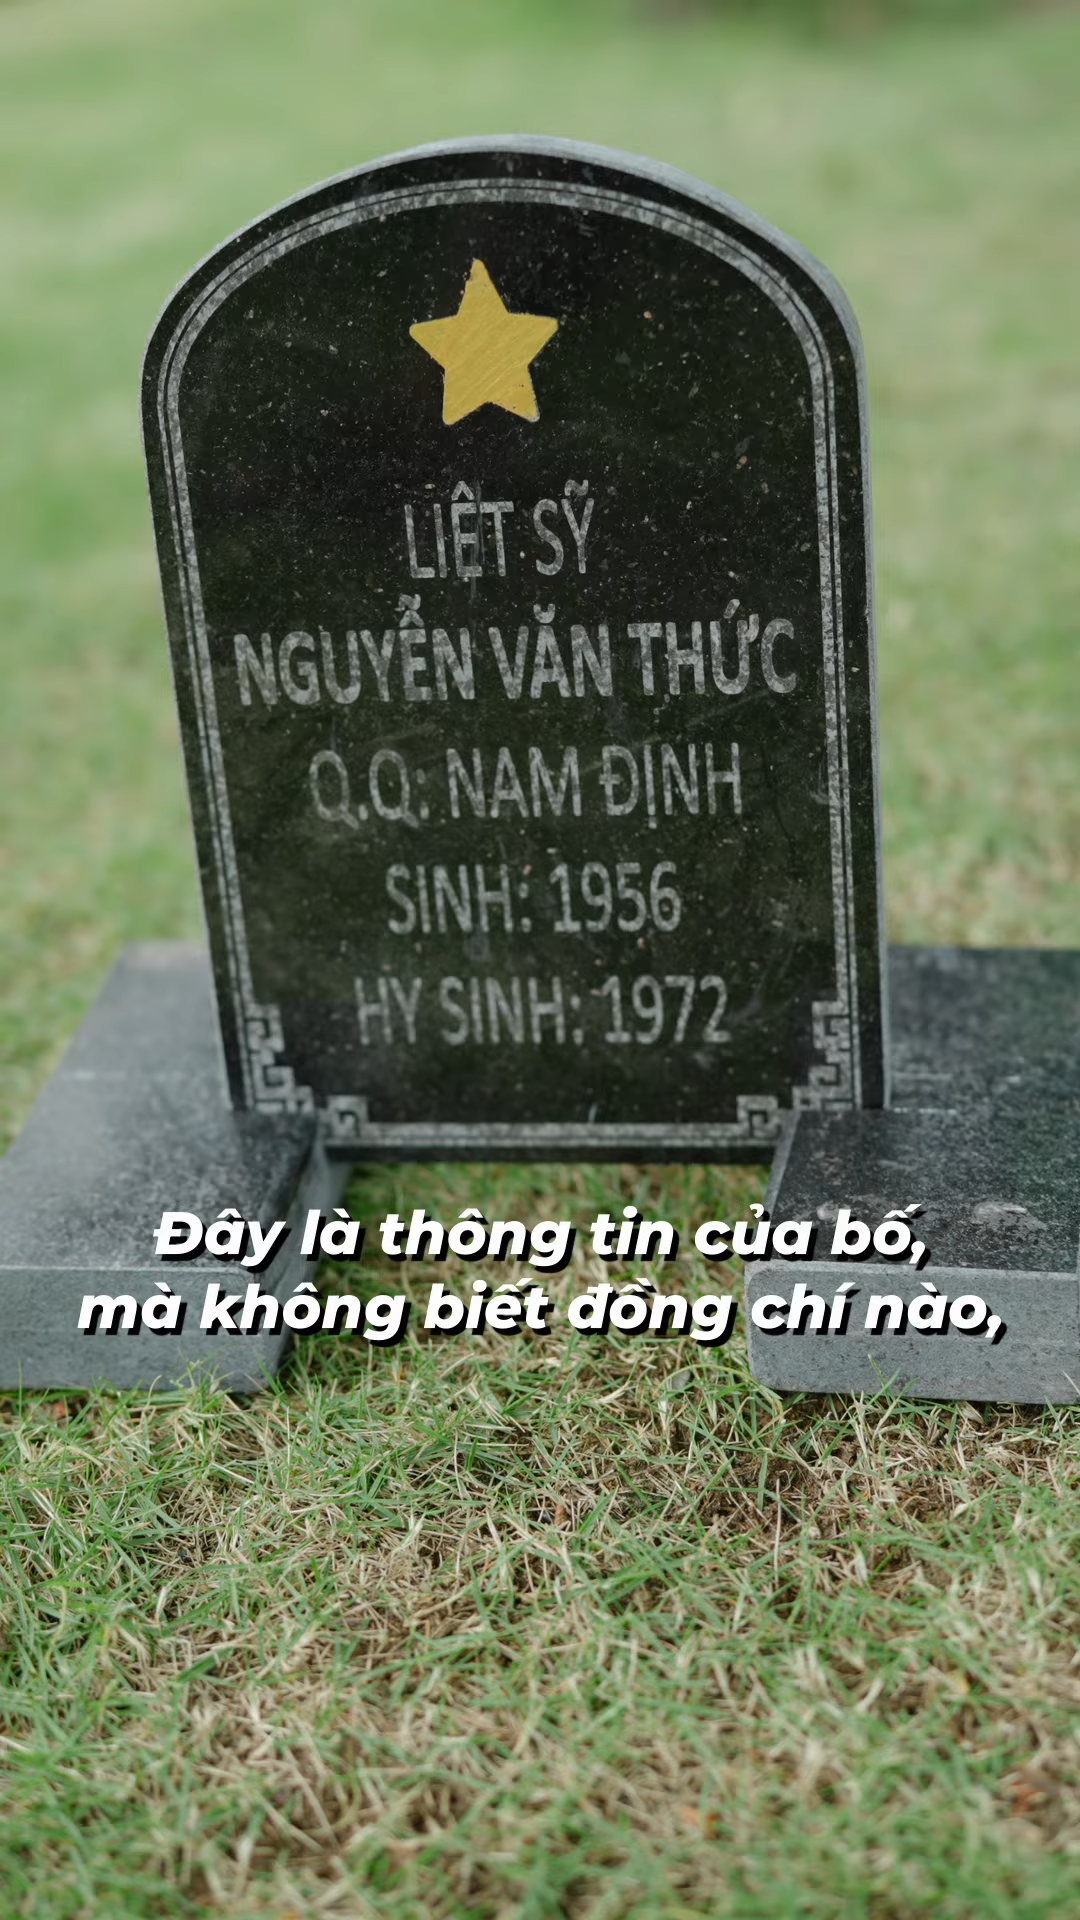 LIỆT SỸ
NGUYỄN VĂN THỨC
Q.Q: NAM ĐỊNH
SINH: 1956
HY SINH: 1972
Đây là thông tin của bố,
mà không biết đồng chí nào,